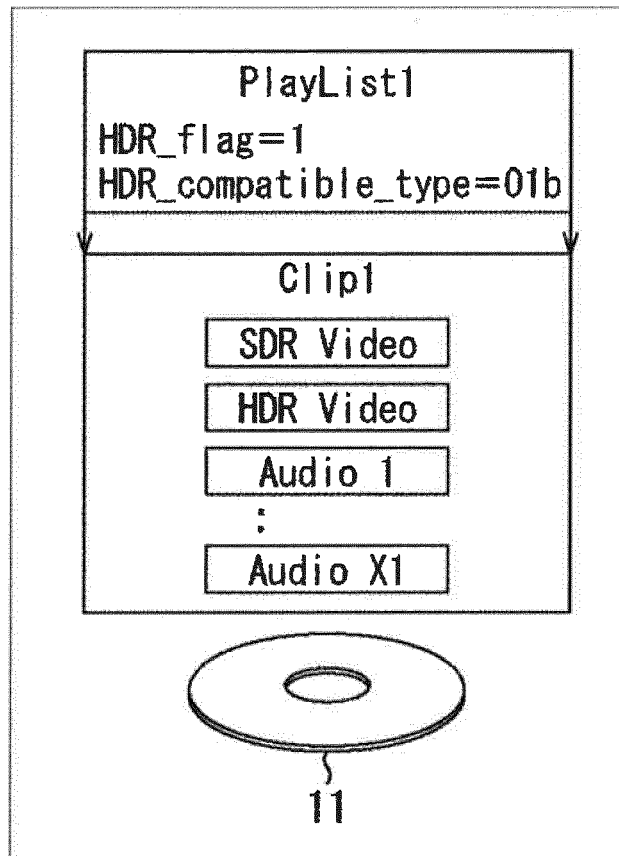 PlayList1
HDR_flag=1
HDR_compatible_type=01b
Clip1
SDR Video
HDR Video
Audio 1
:
Audio X1
11